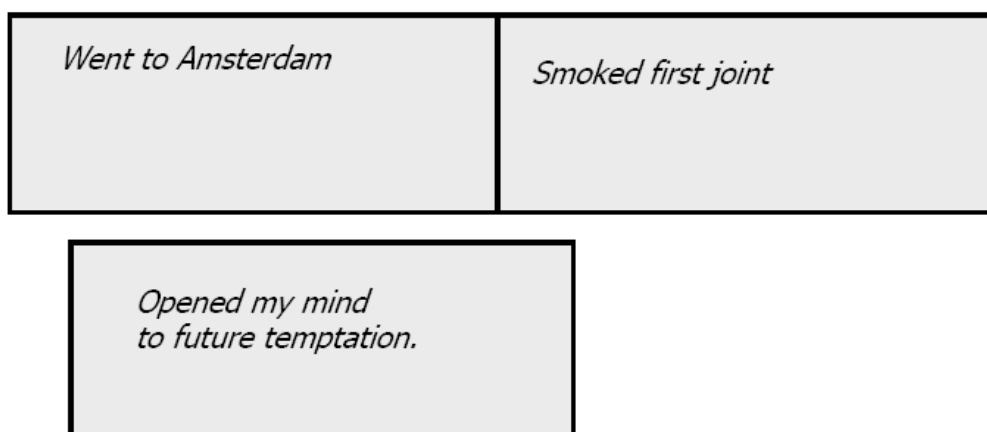 Went to Amsterdam
Smoked first joint
Opened my mind
to future temptation.